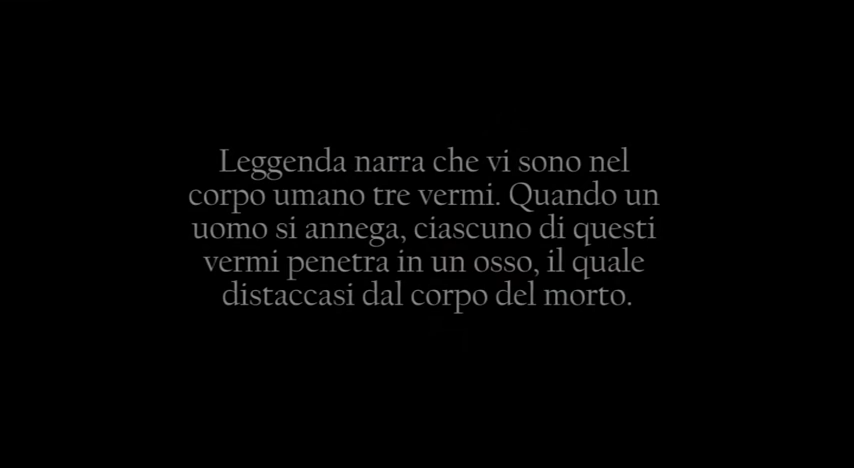 Leggenda narra che vi sono nel
corpo umano tre vermi. Quando un
uomo si annega, ciascuno di questi
vermi penetra in un osso, il quale
distaccasi dal corpo del morto.